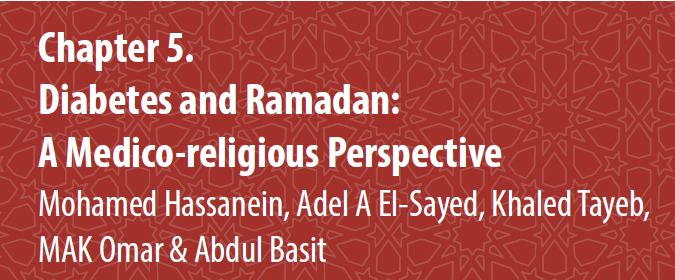 Chapter 5.
Diabetes and Ramadan:
A Medico-religious Perspective
Mohamed Hassanein, Adel A El-Sayed, Khaled Tayeb,
MAK Omar & Abdul Basit